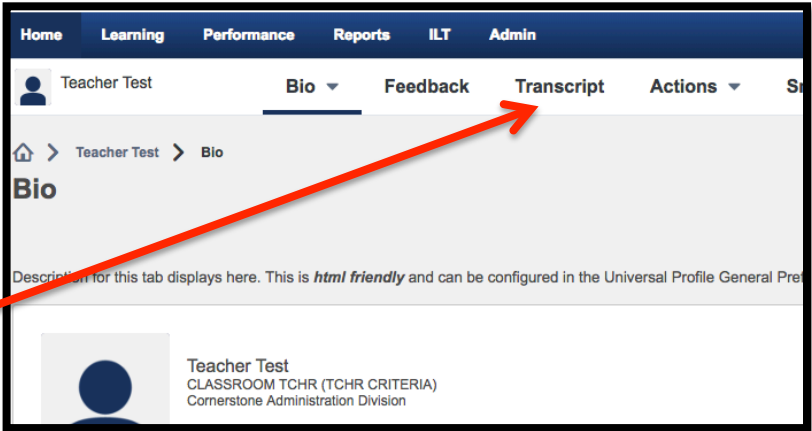 Home Learning Performance Reports ILT Admin
Teacher Test Bio Feedback Transcript Actions
Teacher Test Bio
Bio
Description for this tab displays here. This is html friendly and can be configured in the Universal Profile General
Teacher Test
CLASSROOM TCHR (TCHR CRITERIA)
Cornerstone Administration Division